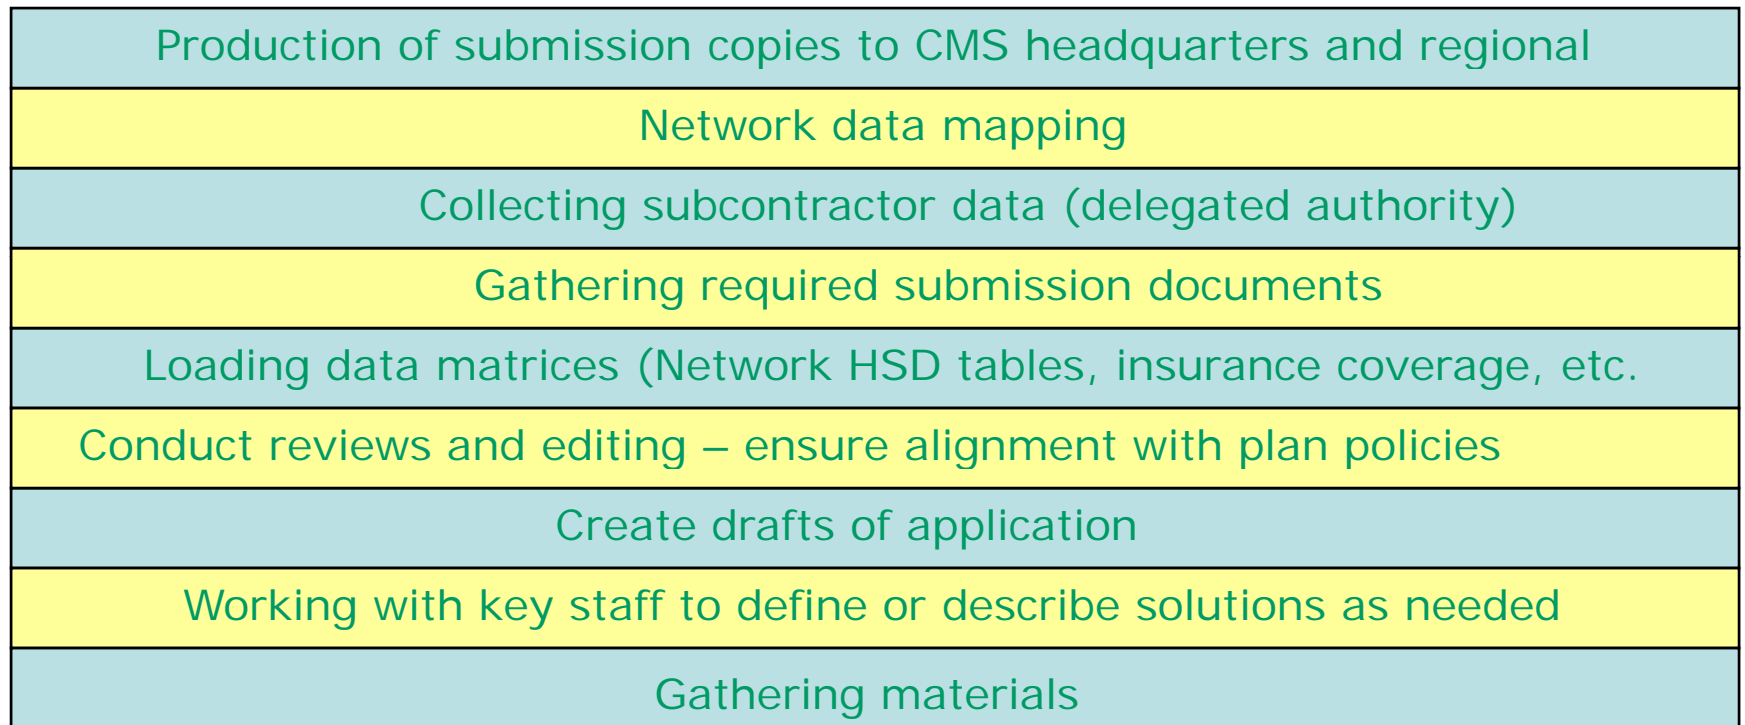 Production of submission copies to CMS headquarters and regional
Network data mapping
Collecting subcontractor data (delegated authority)
Gathering required submission documents
Loading data matrices (Network HSD tables, insurance coverage, etc.
Conduct reviews and editing – ensure alignment with plan policies
Create drafts of application
Working with key staff to define or describe solutions as needed
Gathering materials